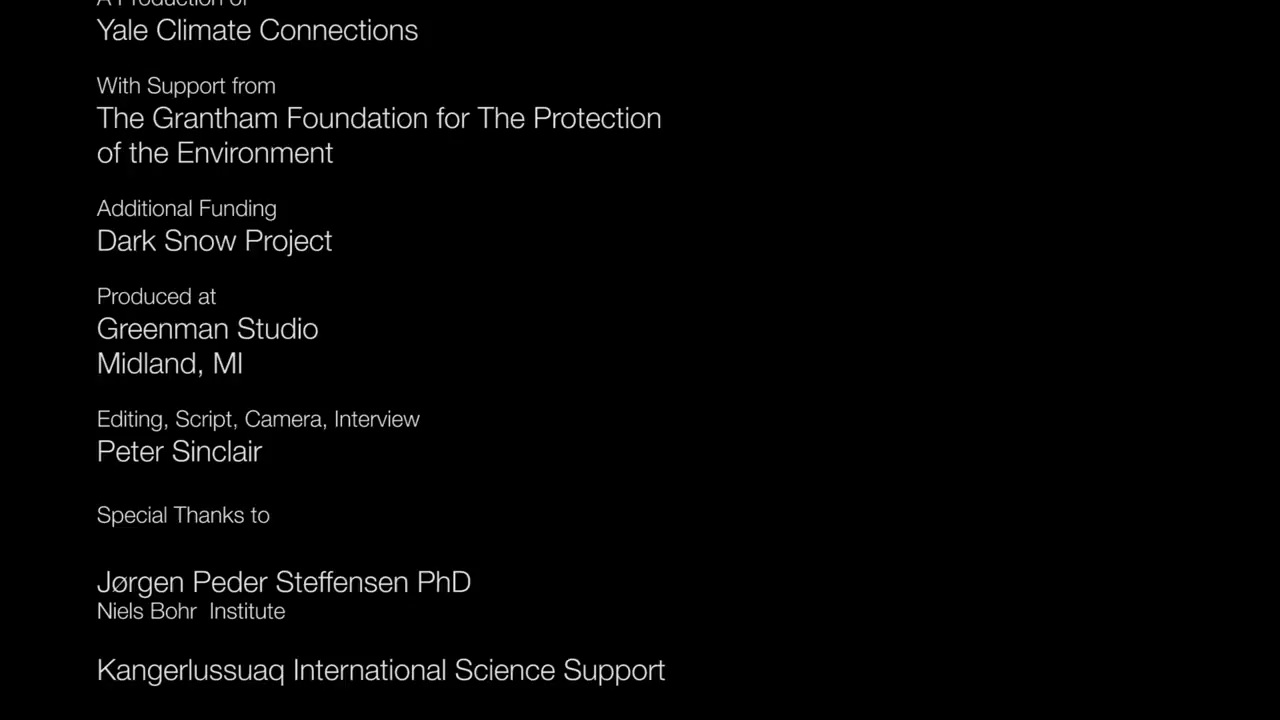 A Production of
Yale Climate Connections
With Support from
The Grantham Foundation for The Protection
of the Environment
Additional Funding
Dark Snow Project
Produced at
Greenman Studio
Midland, MI
Editing, Script, Camera, Interview
Peter Sinclair
Special Thanks to
Jørgen Peder Steffensen PhD
Niels Bohr  Institute
Kangerlussuaq International Science Support